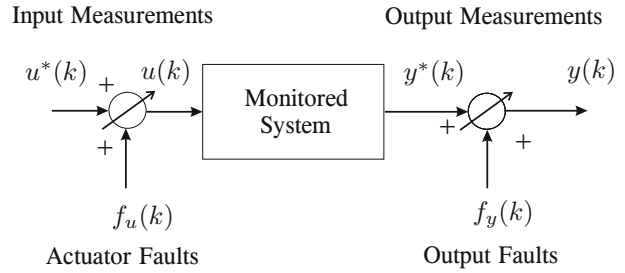 Input Measurements
Output Measurements
u*(k)
+
u(k)
Monitored
System
y*(k)
y(k)
+
+
+
f_u(k)
f_y(k)
Actuator Faults
Output Faults